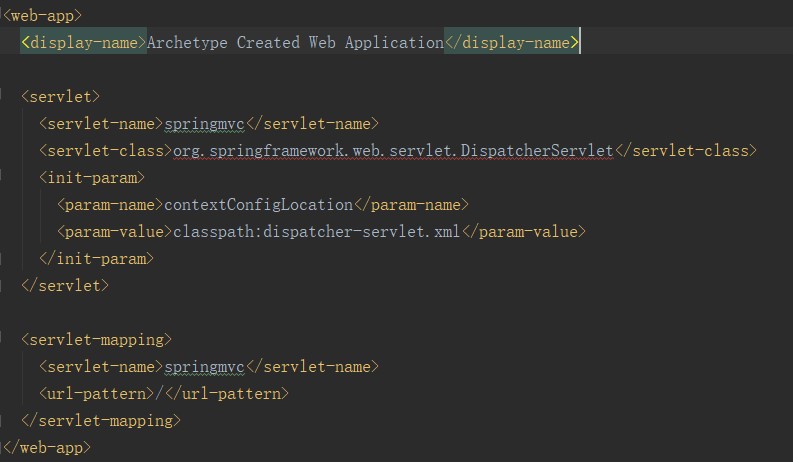 <web-app>
<display-name>Archetype Created Web Application</display-name>
<servlet>
<servlet-name>springmvc</servlet-name>
<servlet-class>org.springframework.web.servlet.DispatcherServlet</servlet-class>
<init-param>
<param-name>contextConfigLocation</param-name>
<param-value>classpath:dispatcher-servlet.xml</param-value>
</init-param>
</servlet>
<servlet-mapping>
<servlet-name>springmvc</servlet-name>
<url-pattern>/</url-pattern>
</servlet-mapping>
</web-app>